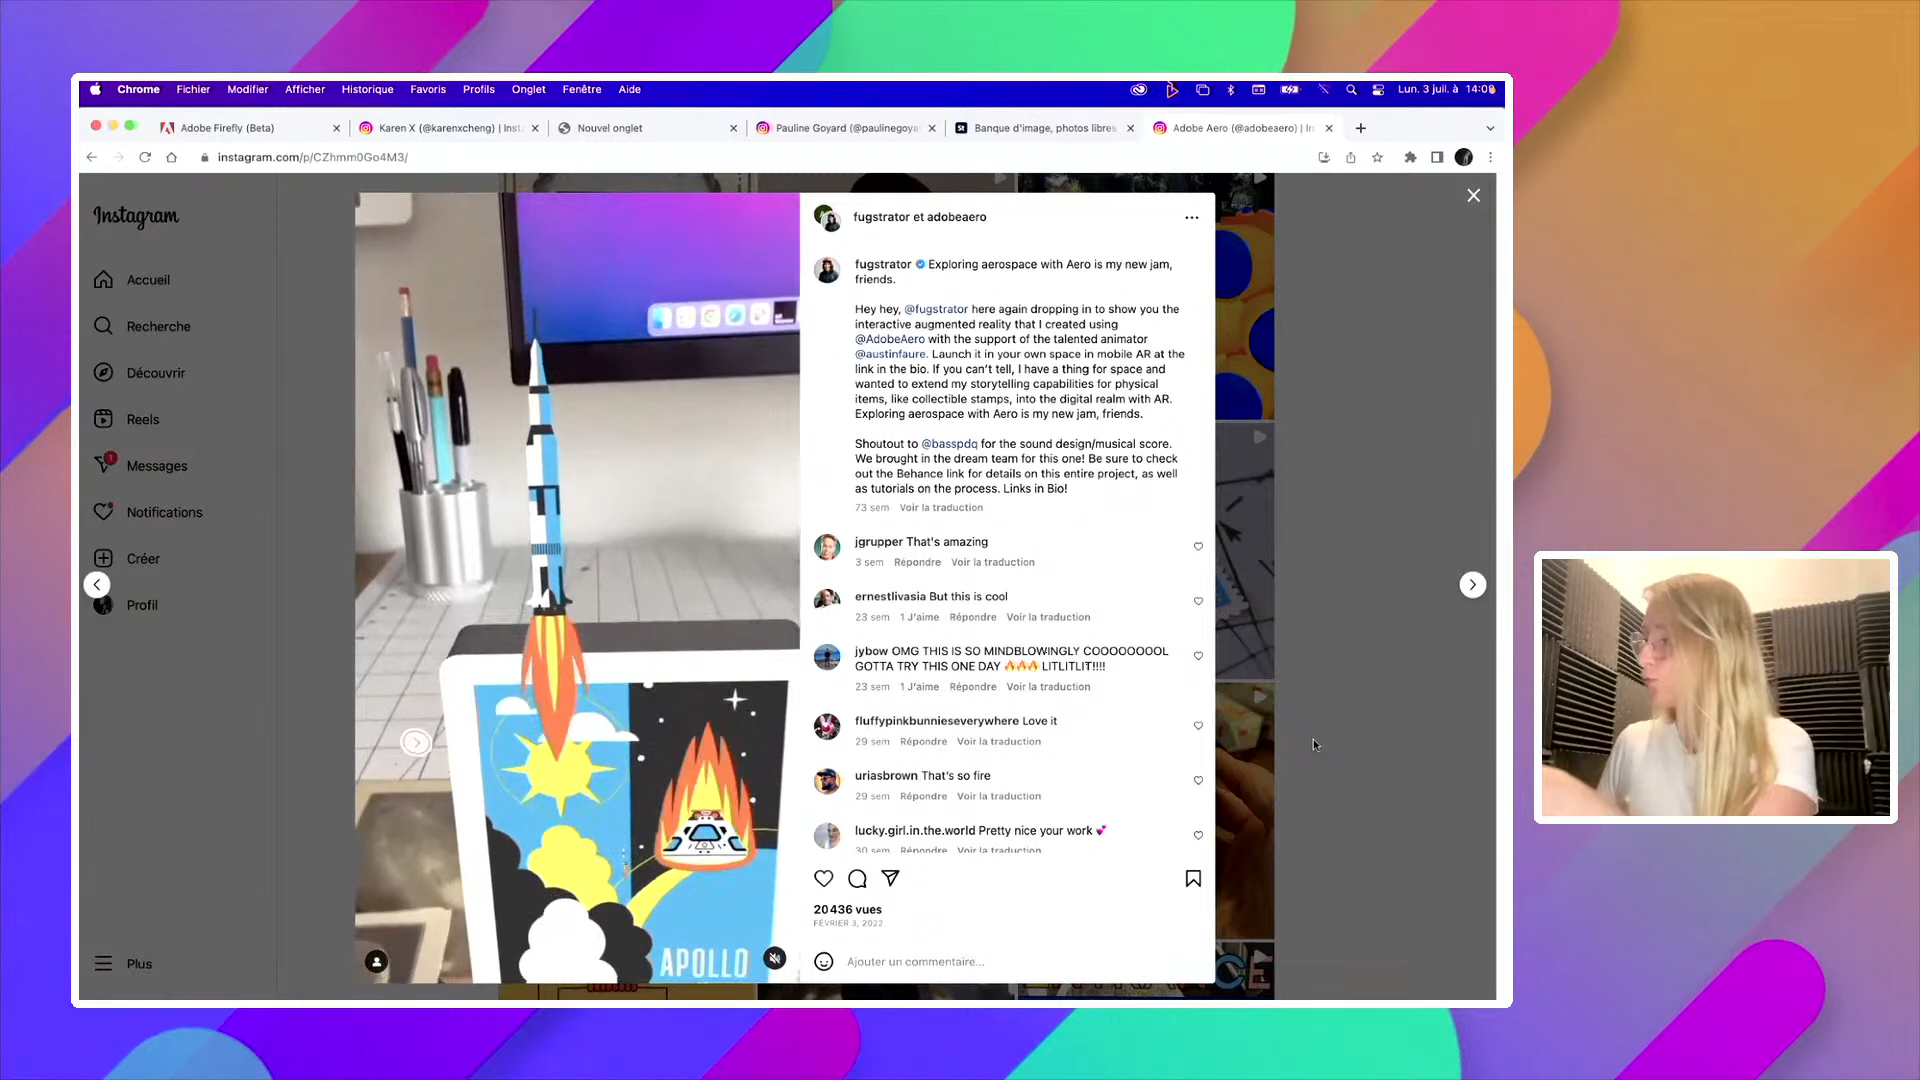 Chrome Fichier Modifier Afficher Historique Favoris Profils Onglet Fenêtre Aide
Lun. 3 juil. à 14:0
Adobe Firefly (Beta)
Karen X (@karenxcheng) | Inst
Nouvel onglet
Pauline Goyard (@paulinegoya
St
Banque d'image, photos libres
Adobe Aero (@adobeaero) | In
instagram.com/p/CZhmm0Go4M3/
Instagram
Accueil
Recherche
Découvrir
Reels
1
Messages
Notifications
Créer
Profil
Plus
APOLLO
fugstrator et adobeaero
fugstrator Exploring aerospace with Aero is my new jam,
friends.
Hey hey, @fugstrator here again dropping in to show you the
interactive augmented reality that I created using
@AdobeAero with the support of the talented animator
@austinfaure. Launch it in your own space in mobile AR at the
link in the bio. If you can't tell, I have a thing for space and
wanted to extend my storytelling capabilities for physical
items, like collectible stamps, into the digital realm with AR.
Exploring aerospace with Aero is my new jam, friends.
Shoutout to @basspdq for the sound design/musical score.
We brought in the dream team for this one! Be sure to check
out the Behance link for details on this entire project, as well
as tutorials on the process. Links in Bio!
73 sem Voir la traduction
jgrupper That's amazing
3 sem Répondre Voir la traduction
ernestlivasia But this is cool
23 sem 1 J'aime Répondre Voir la traduction
jybow OMG THIS IS SO MINDBLOWINGLY COOOOOOOOL
GOTTA TRY THIS ONE DAY 🔥🔥🔥 LITLITLIT!!!!
23 sem 1 J'aime Répondre Voir la traduction
fluffypinkbunnieseverywhere Love it
29 sem Répondre Voir la traduction
uriasbrown That's so fire
29 sem Répondre Voir la traduction
lucky.girl.in.the.world Pretty nice your work 💕
30 sem Répondre Voir la traduction
20 436 vues
FÉVRIER 3, 2022
Ajouter un commentaire...